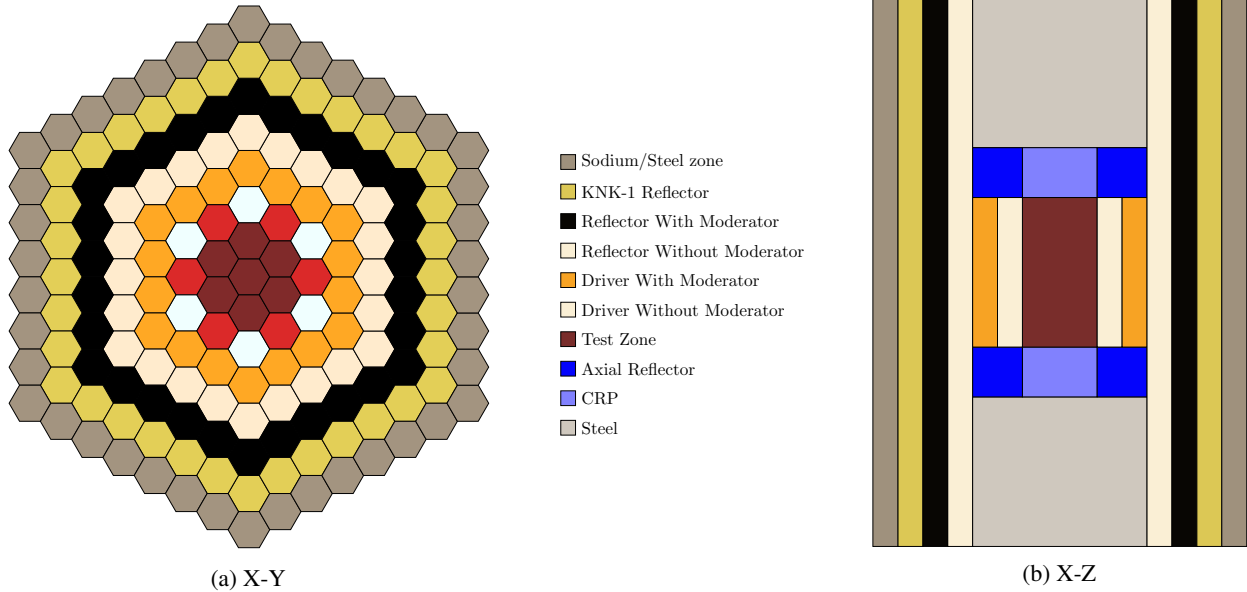 Sodium/Steel zone
KNK-1 Reflector
Reflector With Moderator
Reflector Without Moderator
Driver With Moderator
Driver Without Moderator
Test Zone
Axial Reflector
CRP
Steel
(a) X-Y
(b) X-Z